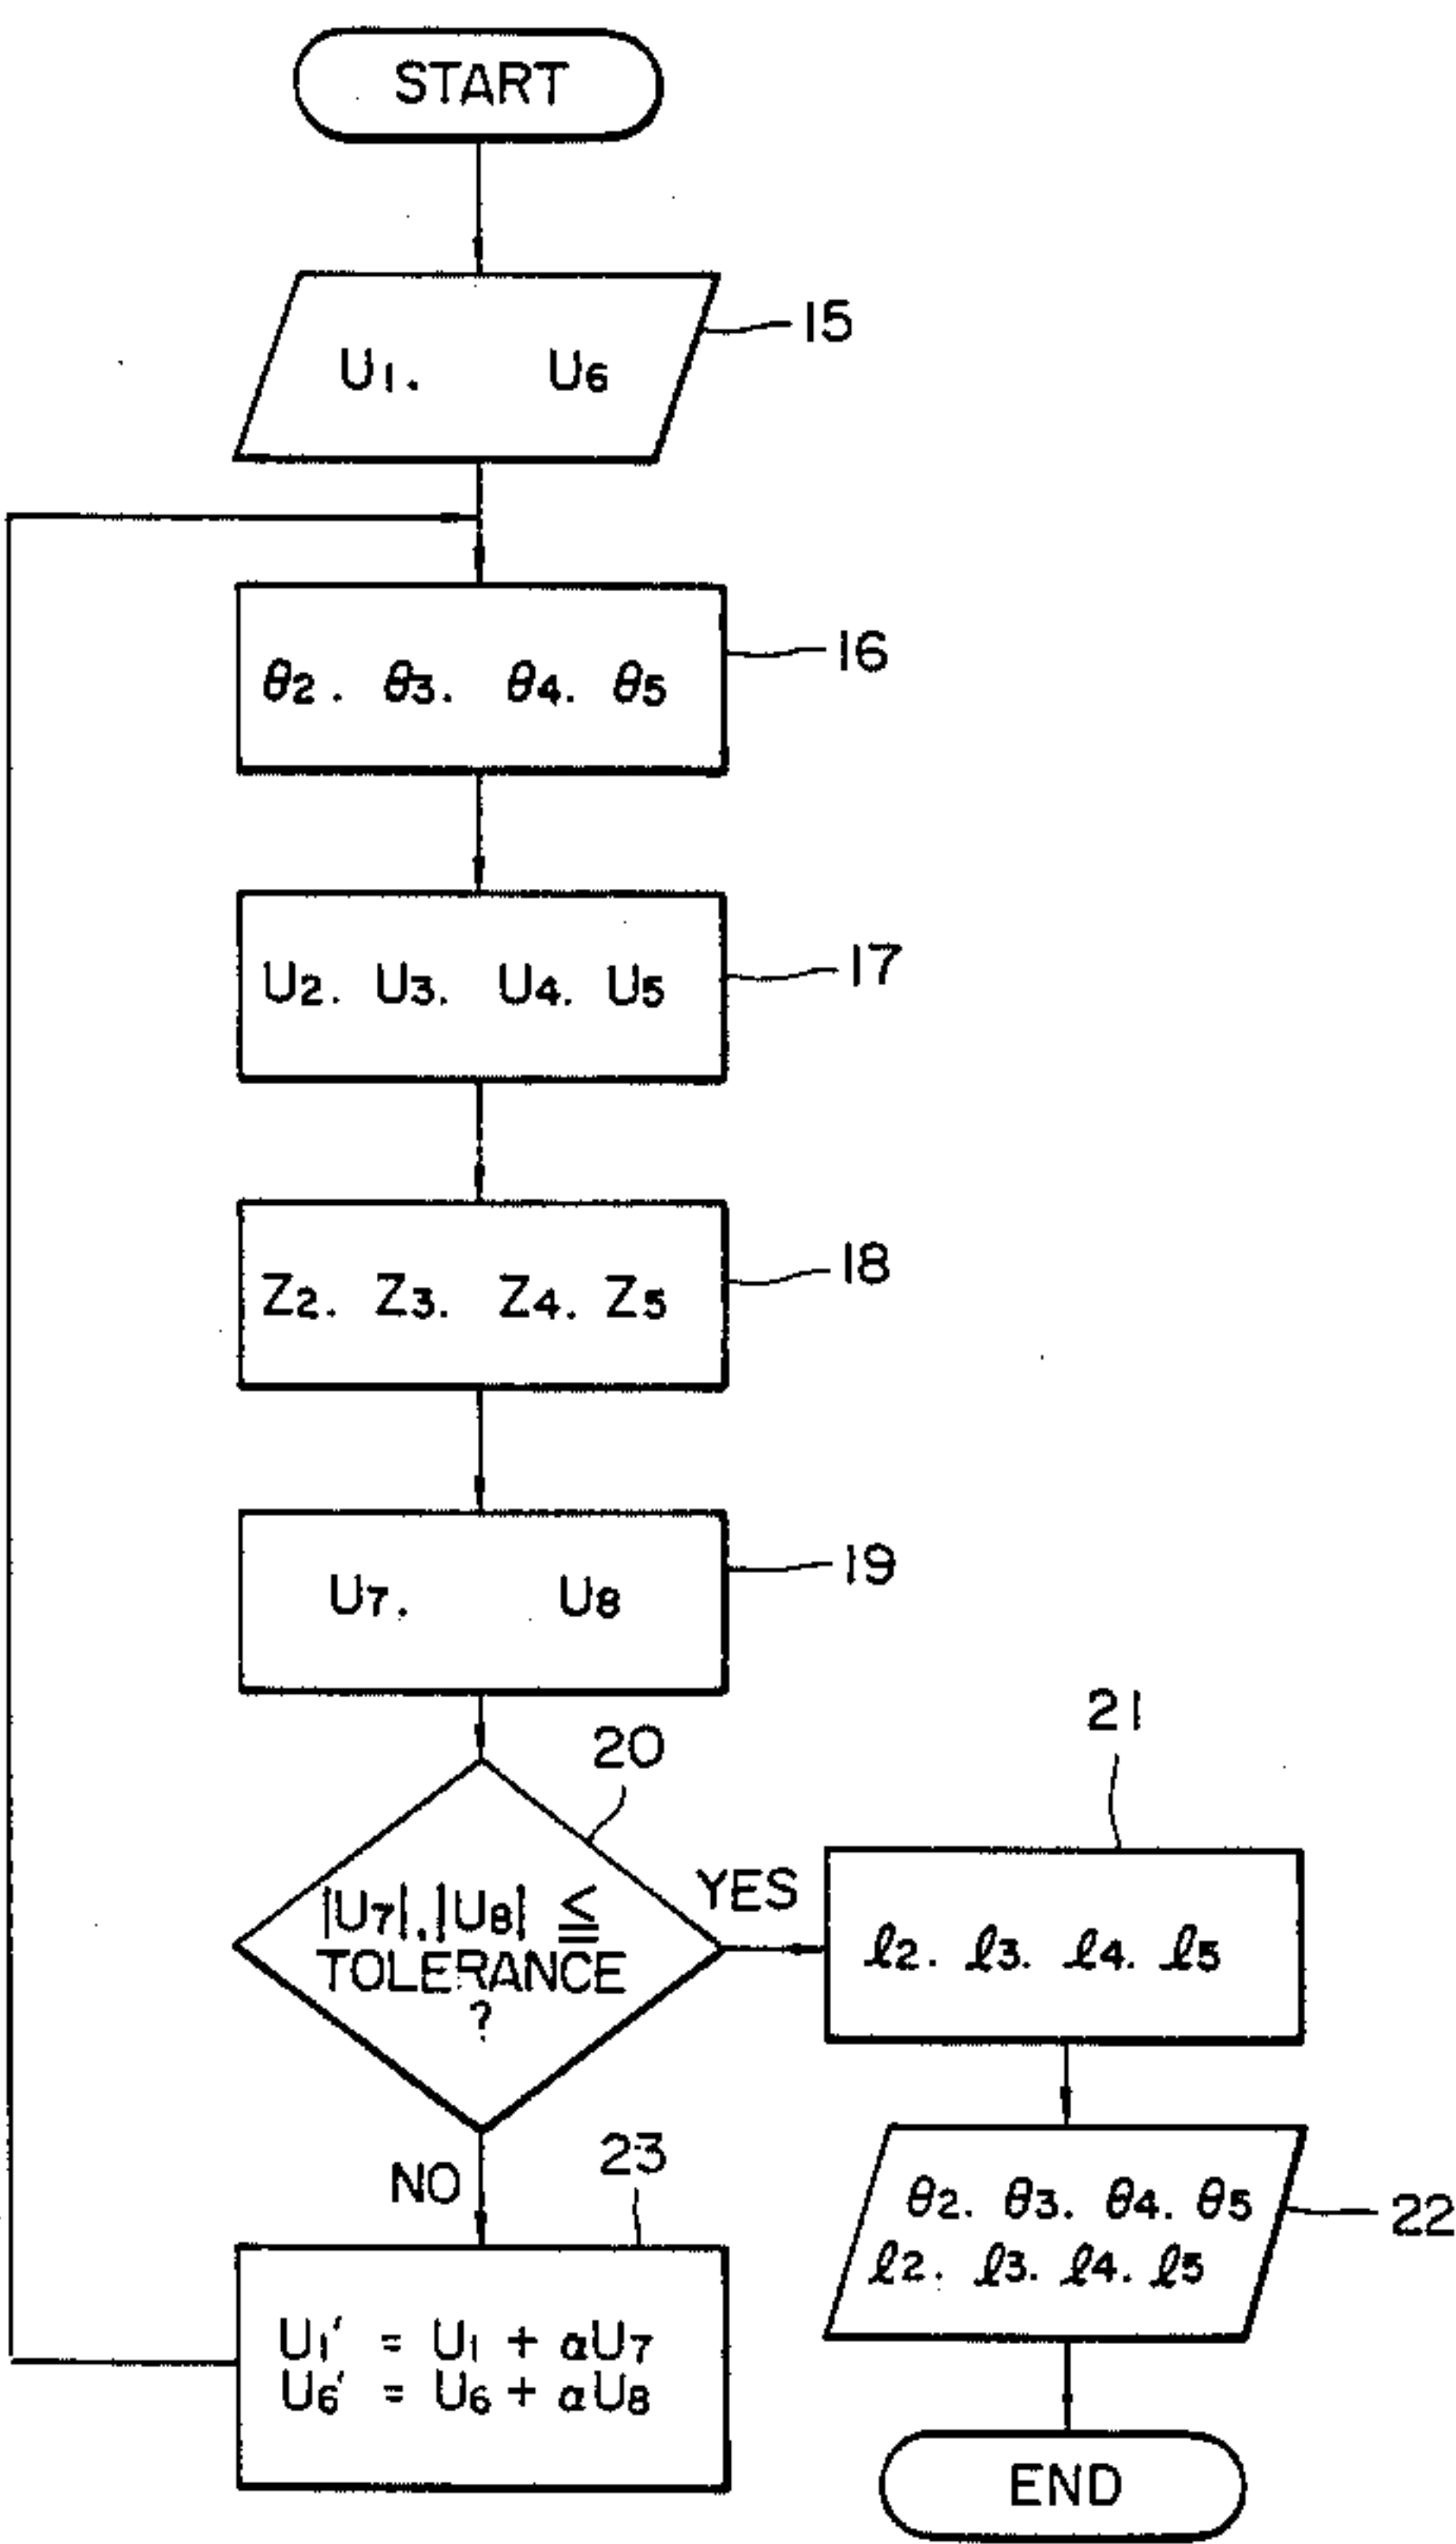 START
U1. U6
15
θ2. θ3. θ4. θ5
16
U2. U3. U4. U5
17
Z2. Z3. Z4. Z5
18
U7. U8
19
20
|U7|.|U8| ≦
TOLERANCE
?
YES
21
ℓ2. ℓ3. ℓ4. ℓ5
NO
23
θ2. θ3. θ4. θ5
ℓ2. ℓ3. ℓ4. ℓ5
22
U1' = U1 + αU7
U6' = U6 + αU8
END